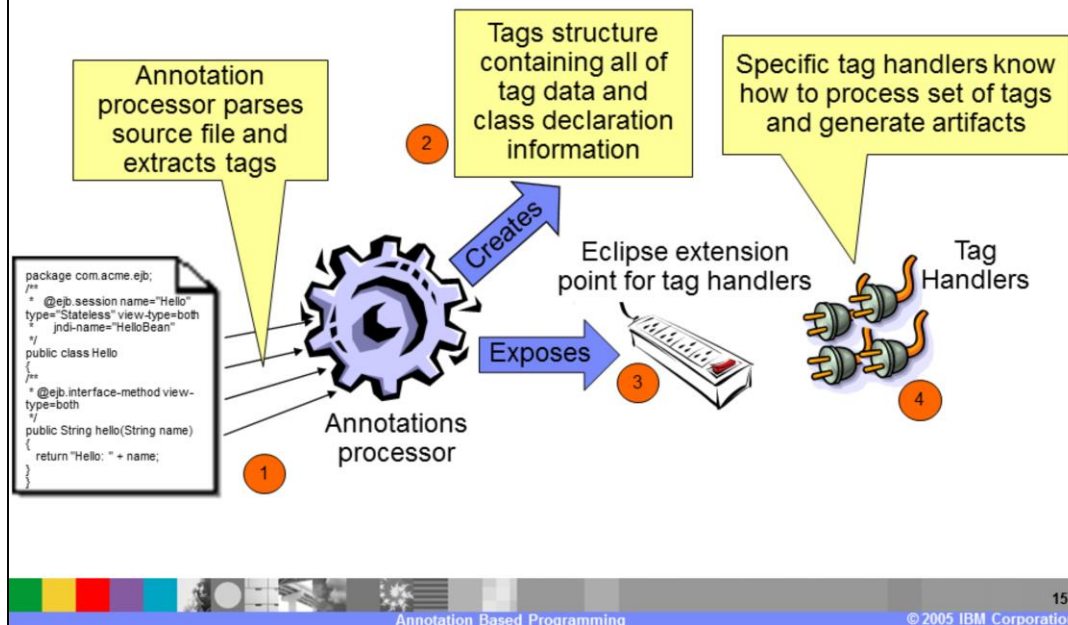 Annotation
processor parses
source file and
extracts tags
Tags structure
containing all of
tag data and
class declaration
information
2
Specific tag handlers know
how to process set of tags
and generate artifacts
Creates
package com.acme.ejb;
/**
*   @ejb.session name="Hello"
type="Stateless" view-type=both
*      jndi-name="HelloBean"
*/
public class Hello
{
/**
* @ejb.interface-method view-
type=both
*/
public String hello(String name)
{
return "Hello:  " + name;
}
}
1
Annotations
processor
Exposes
Eclipse extension
point for tag handlers
3
Tag
Handlers
4
15
Annotation Based Programming
© 2005 IBM Corporatio